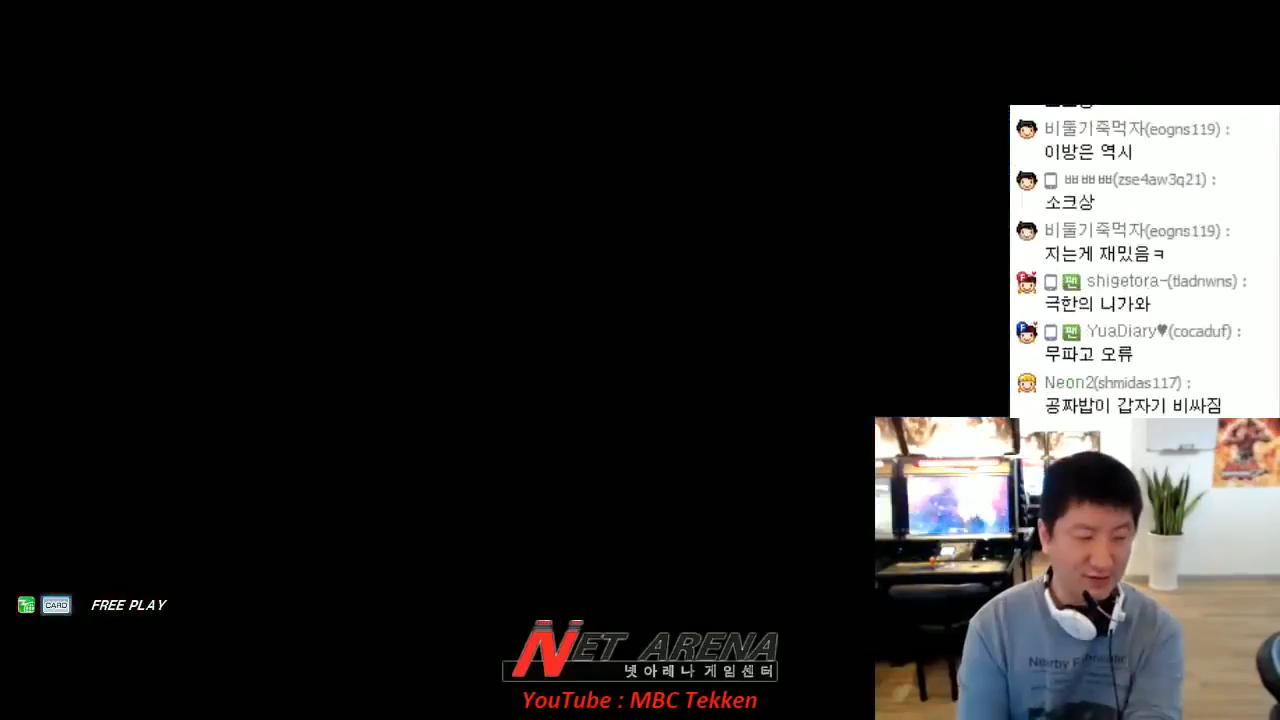 비둘기죽먹자(eogns119) :
이방은 역시
ㅃㅃㅃ(zse4aw3q21) :
소크상
비둘기죽먹자(eogns119) :
지는게 재밌음ㅋ
팬 shigetora-(tladnwns) :
극한의 니가와
팬 YuaDiary♥(cocaduf) :
무파고 오류
Neon2(shmidas117) :
공짜밥이 갑자기 비싸짐
CARD FREE PLAY
NET ARENA
넷아레나게임센터
YouTube : MBC Tekken